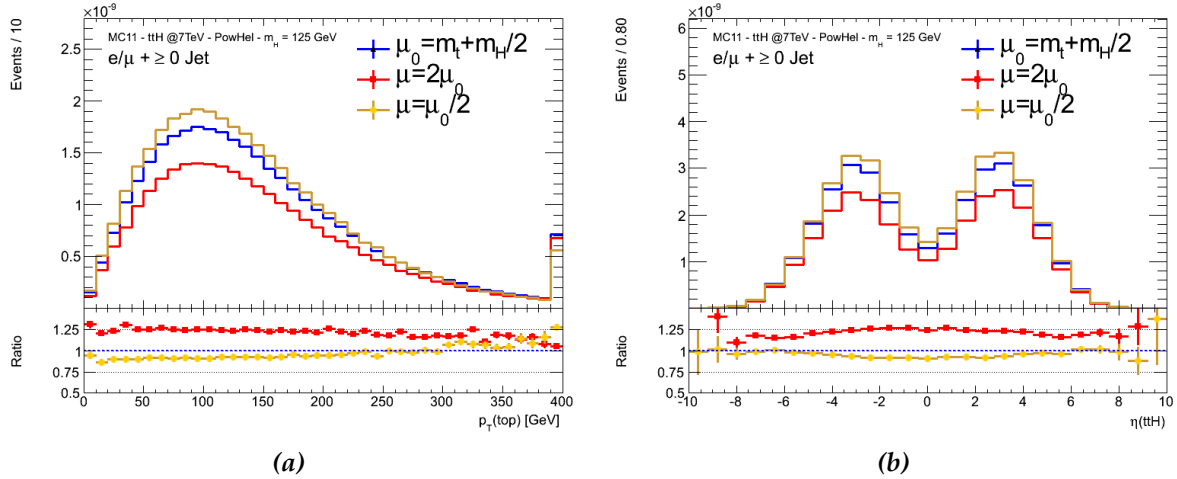 ×10⁻⁹
Events / 10
MC11 - ttH @7TeV - PowHel - m_H = 125 GeV
e/μ + ≥ 0 Jet
μ₀=m_t+m_H/2
μ=2μ₀
μ=μ₀/2
2.5
2
1.5
1
0.5
Ratio
1.25
1
0.75
0.5
0 50 100 150 200 250 300 350 400
p_T(top) [GeV]
(a)
×10⁻⁹
Events / 0.80
MC11 - ttH @7TeV - PowHel - m_H = 125 GeV
e/μ + ≥ 0 Jet
μ₀=m_t+m_H/2
μ=2μ₀
μ=μ₀/2
6
5
4
3
2
1
Ratio
1.25
1
0.75
0.5
-10 -8 -6 -4 -2 0 2 4 6 8 10
η(ttH)
(b)